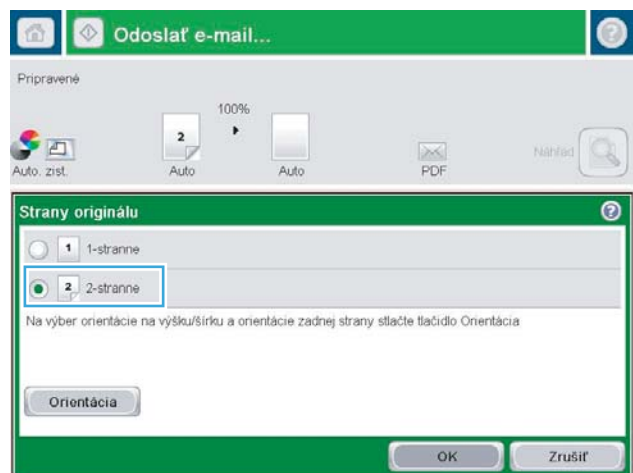 Odoslať e-mail...
Pripravené
100%
2
Auto. zist.
Auto
Auto
PDF
Náhľad
Strany originálu
1 1-stranne
2 2-stranne
Na výber orientácie na výšku/šírku a orientácie zadnej strany stlačte tlačidlo Orientácia
Orientácia
OK
Zrušiť